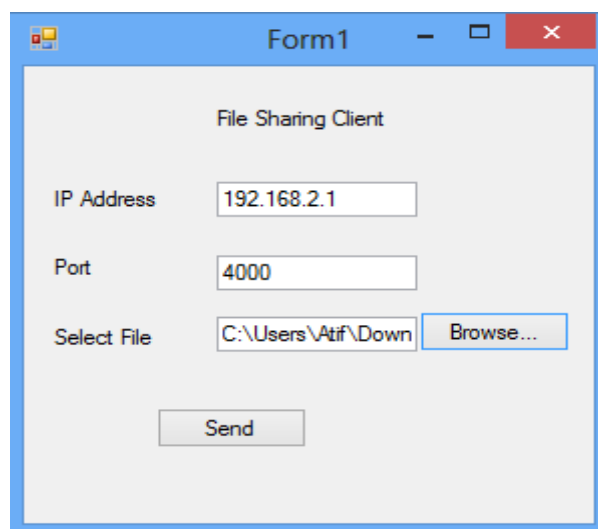 Form1
File Sharing Client
IP Address 192.168.2.1
Port 4000
Select File C:\Users\Atif\Down Browse...
Send